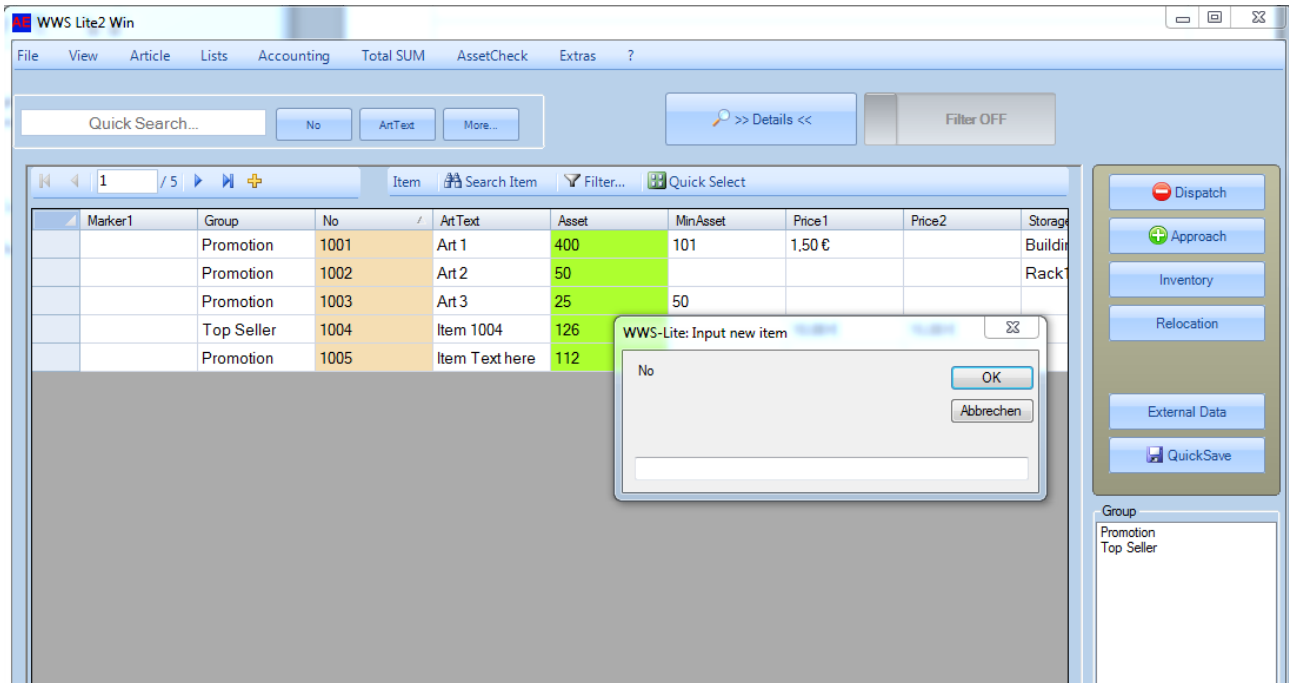 AE WWS Lite2 Win
File View Article Lists Accounting Total SUM AssetCheck Extras ?
Quick Search... No ArtText More... >> Details << Filter OFF
1 / 5 Item Search Item Filter... Quick Select
Marker1 Group No ArtText Asset MinAsset Price1 Price2 Storage
Promotion 1001 Art 1 400 101 1,50 €
Promotion 1002 Art 2 50 Rack1
Promotion 1003 Art 3 25 50
Top Seller 1004 Item 1004 126
Promotion 1005 Item Text here 112
WWS-Lite: Input new item
No
OK
Abbrechen
Dispatch
Approach
Inventory
Relocation
External Data
QuickSave
Group
Promotion
Top Seller